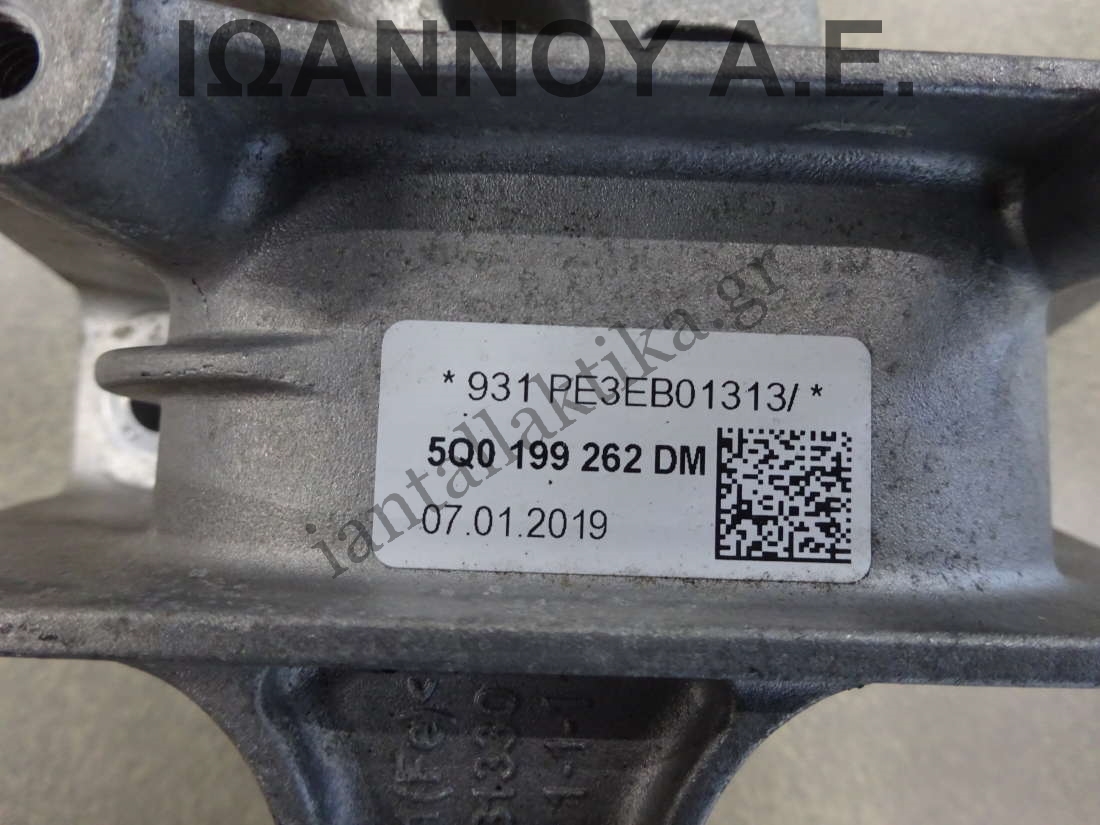 ΙΩΑΝΝΟΥ Α.Ε.
* 931 PE3EB01313/ *
5Q0 199 262 DM
07.01.2019
iantallaktika.gr